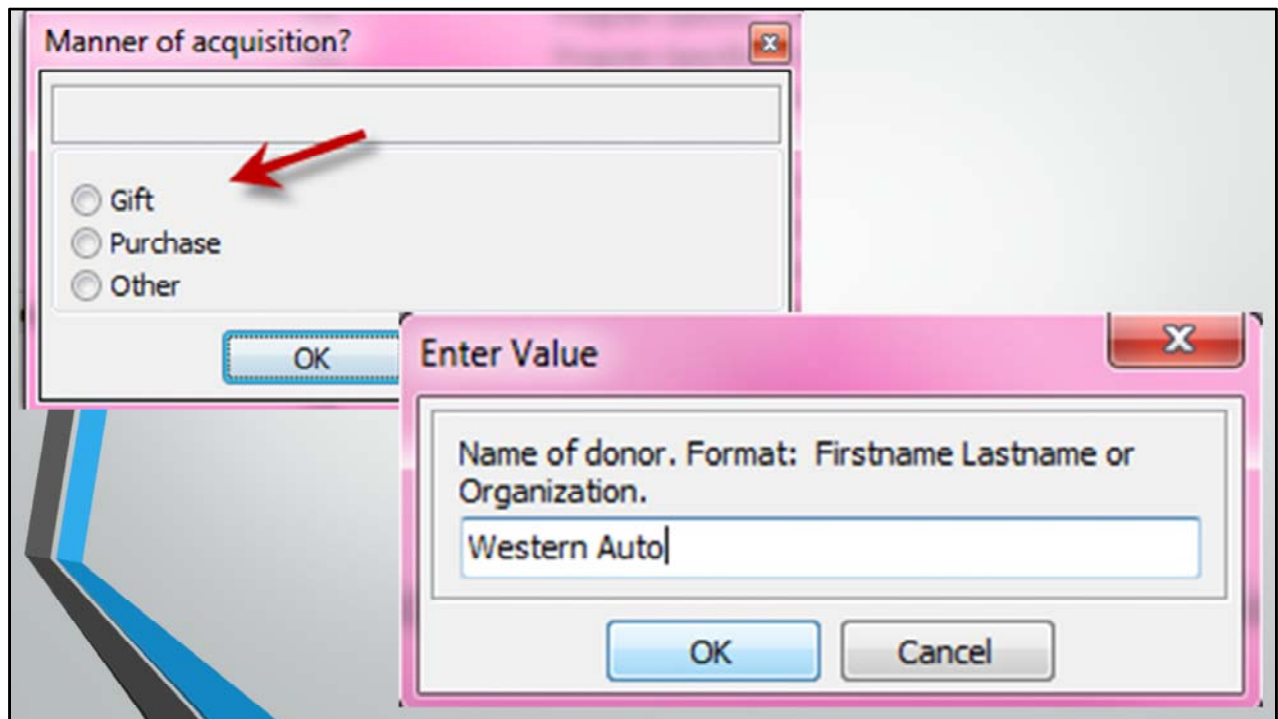 Manner of acquisition?
Gift
Purchase
Other
OK
Enter Value
Name of donor. Format: Firstname Lastname or
Organization.
Western Auto
OK
Cancel